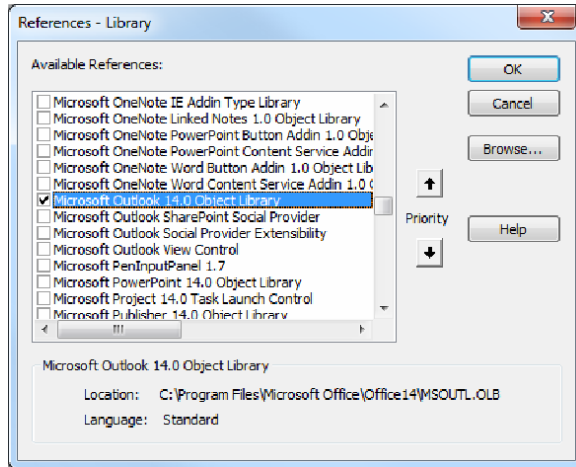 References - Library
Available References:
OK
Microsoft OneNote IE Addin Type Library
Microsoft OneNote Linked Notes 1.0 Object Library
Cancel
Microsoft OneNote PowerPoint Button Addin 1.0 Obje
Microsoft OneNote PowerPoint Content Service Addir
Browse...
Microsoft OneNote Word Button Addin 1.0 Object Lib
Microsoft OneNote Word Content Service Addin 1.0 (
Microsoft Outlook 14.0 Object Library
Microsoft Outlook SharePoint Social Provider
Priority
Microsoft Outlook Social Provider Extensibility
Help
Microsoft Outlook View Control
Microsoft PenInputPanel 1.7
Microsoft PowerPoint 14.0 Object Library
Microsoft Project 14.0 Task Launch Control
Microsoft Publisher 14.0 Object Library
Microsoft Outlook 14.0 Object Library
Location: C:\Program Files\Microsoft Office\Office14\MSOUTL.OLB
Language: Standard